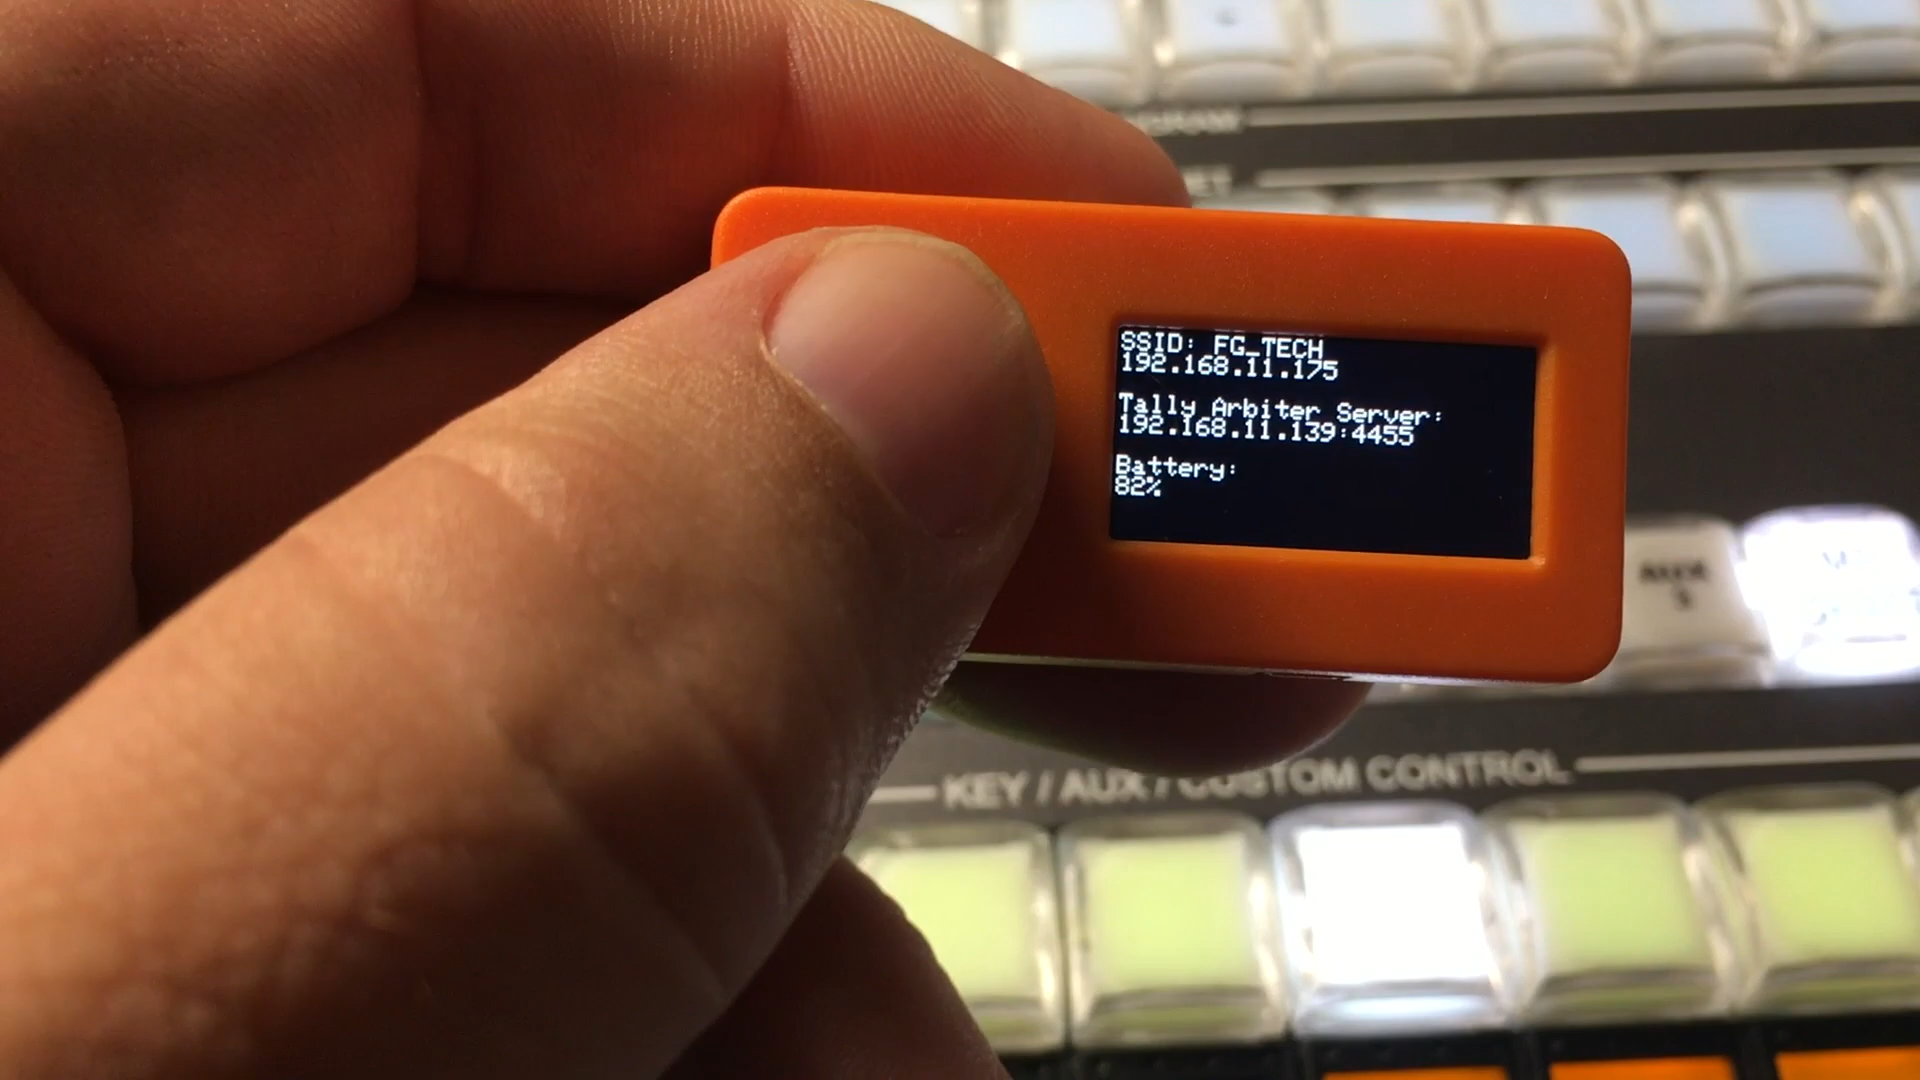 SSID: FG_TECH
192.168.11.175
Tally Arbiter Server:
192.168.11.139:4455
Battery:
82%
AUX
KEY / AUX / CUSTOM CONTROL